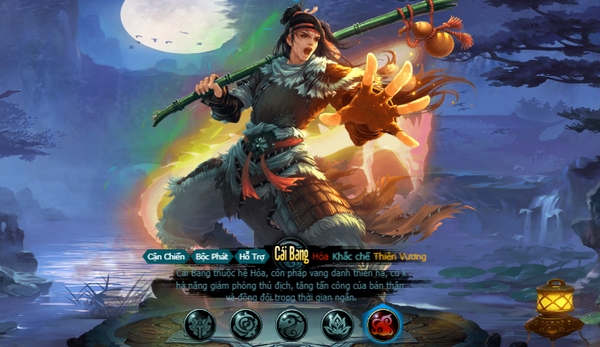 Cận Chiến Bộc Phát Hỗ Trợ Cái Bang Hỏa Khắc chế Thiên Vương
Cái Bang thuộc hệ Hỏa, côn pháp vang danh thiên hạ, có k
hả năng giảm phòng thủ địch, tăng tấn công của bản thân
và đồng đội trong thời gian ngắn.